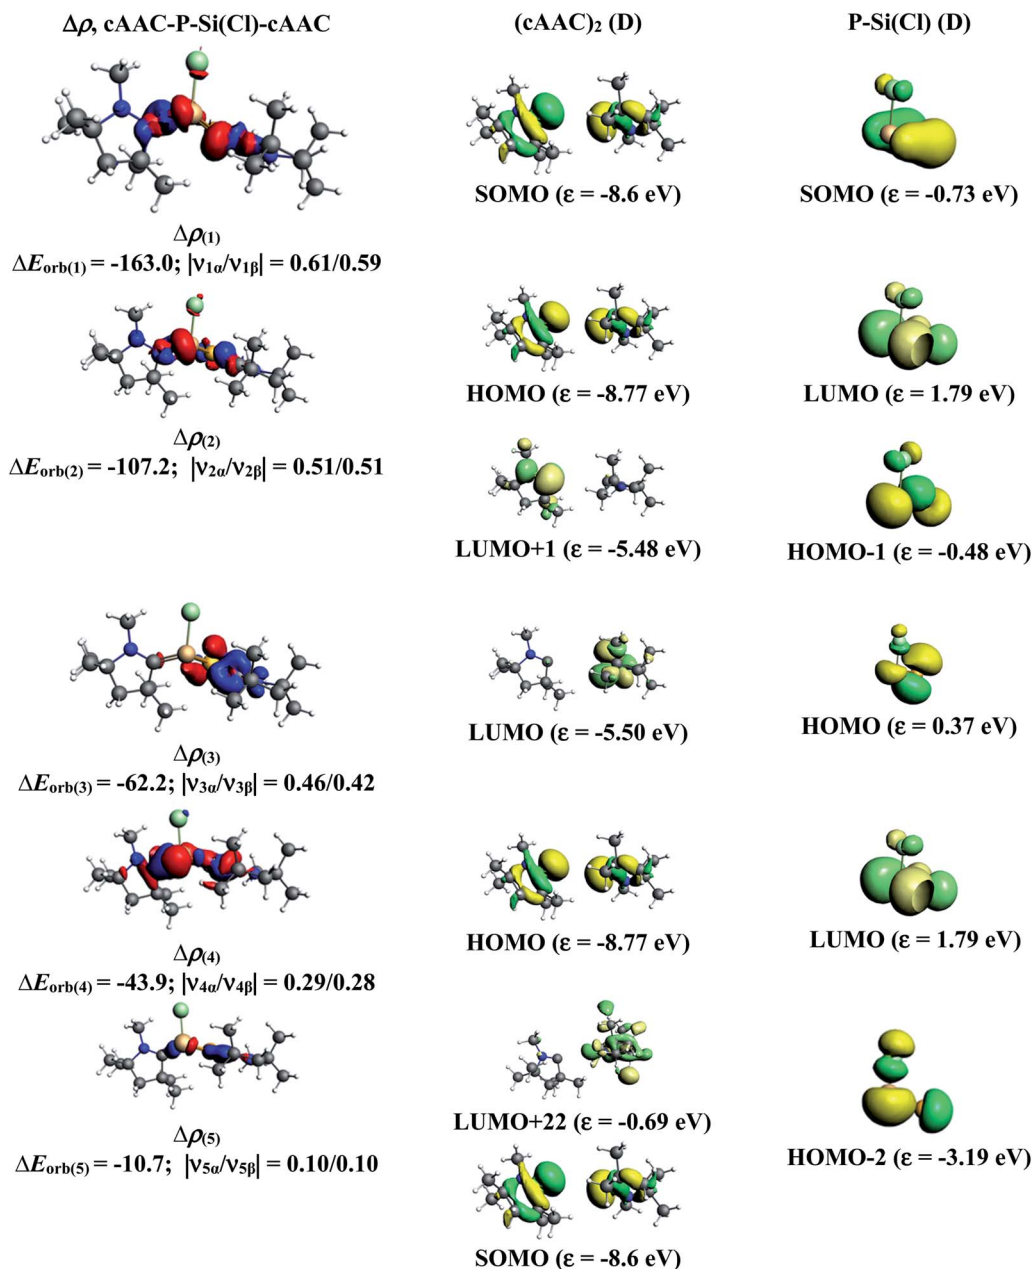 Δρ, cAAC-P-Si(Cl)-cAAC
(cAAC)₂ (D)
P-Si(Cl) (D)
SOMO (ε = -8.6 eV)
SOMO (ε = -0.73 eV)
Δρ₍₁₎
ΔEorb(1) = -163.0; |ν1α/ν1β| = 0.61/0.59
HOMO (ε = -8.77 eV)
LUMO (ε = 1.79 eV)
Δρ₍₂₎
ΔEorb(2) = -107.2; |ν2α/ν2β| = 0.51/0.51
LUMO+1 (ε = -5.48 eV)
HOMO-1 (ε = -0.48 eV)
LUMO (ε = -5.50 eV)
HOMO (ε = 0.37 eV)
Δρ₍₃₎
ΔEorb(3) = -62.2; |ν3α/ν3β| = 0.46/0.42
HOMO (ε = -8.77 eV)
LUMO (ε = 1.79 eV)
Δρ₍₄₎
ΔEorb(4) = -43.9; |ν4α/ν4β| = 0.29/0.28
LUMO+22 (ε = -0.69 eV)
Δρ₍₅₎
ΔEorb(5) = -10.7; |ν5α/ν5β| = 0.10/0.10
HOMO-2 (ε = -3.19 eV)
SOMO (ε = -8.6 eV)